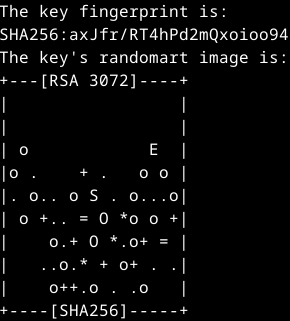 The key fingerprint is:
SHA256:axJfr/RT4hPd2mQxoioo94
The key's randomart image is:
+---[RSA 3072]----+
|                 |
|                 |
| o            E  |
|o .    + .   o o |
|. o.. o S . o...o|
| o +.. = O *o o +|
|    o.+ O *.o+ = |
|   ..o.* + o+ . .|
|    o++.o . .o   |
+----[SHA256]-----+